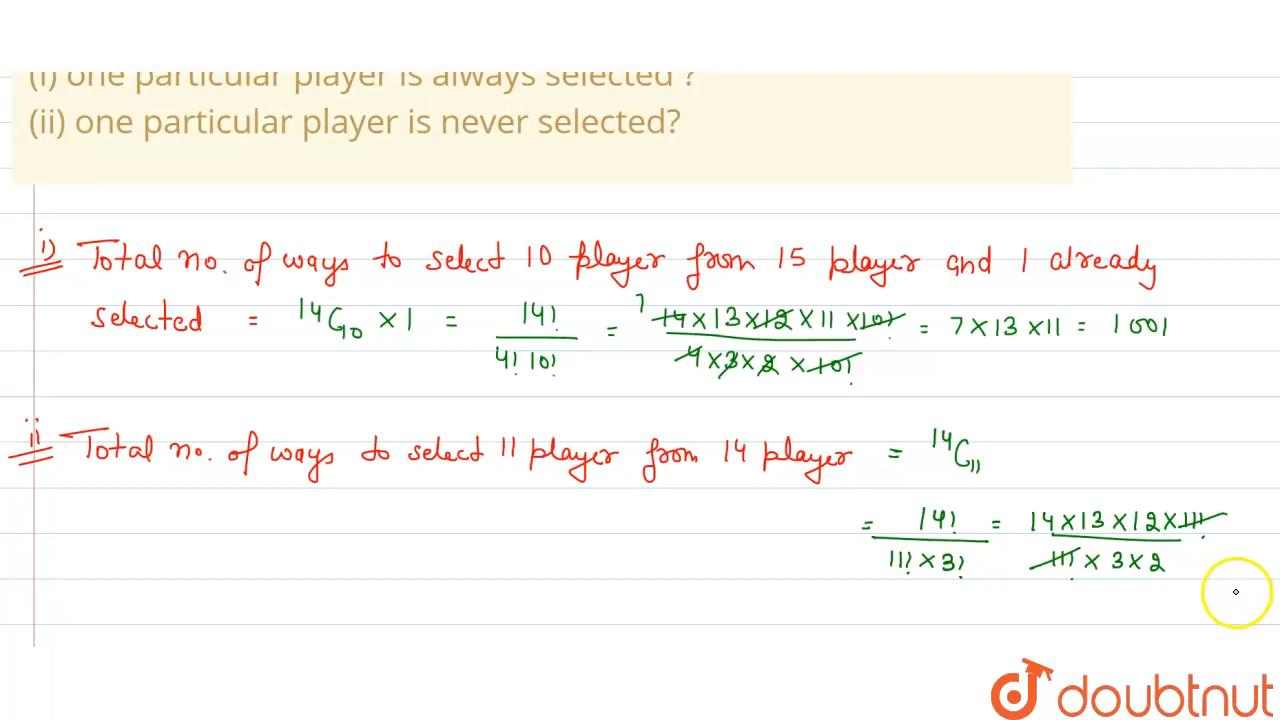 (i) one particular player is always selected ?
(ii) one particular player is never selected?
i) Total no. of ways to select 10 player from 15 player and 1 already
selected = ¹⁴C₁₀ × 1 = 14! / 4! 10! = 7 14 × 13 × 12 × 11 × 10! / 4 × 3 × 2 × 10! = 7 × 13 × 11 = 1001
ii Total no. of ways to select 11 player from 14 player = ¹⁴C₁₁
= 14! / 11! × 3! = 14 × 13 × 12 × 11! / 11! × 3 × 2
doubtnut